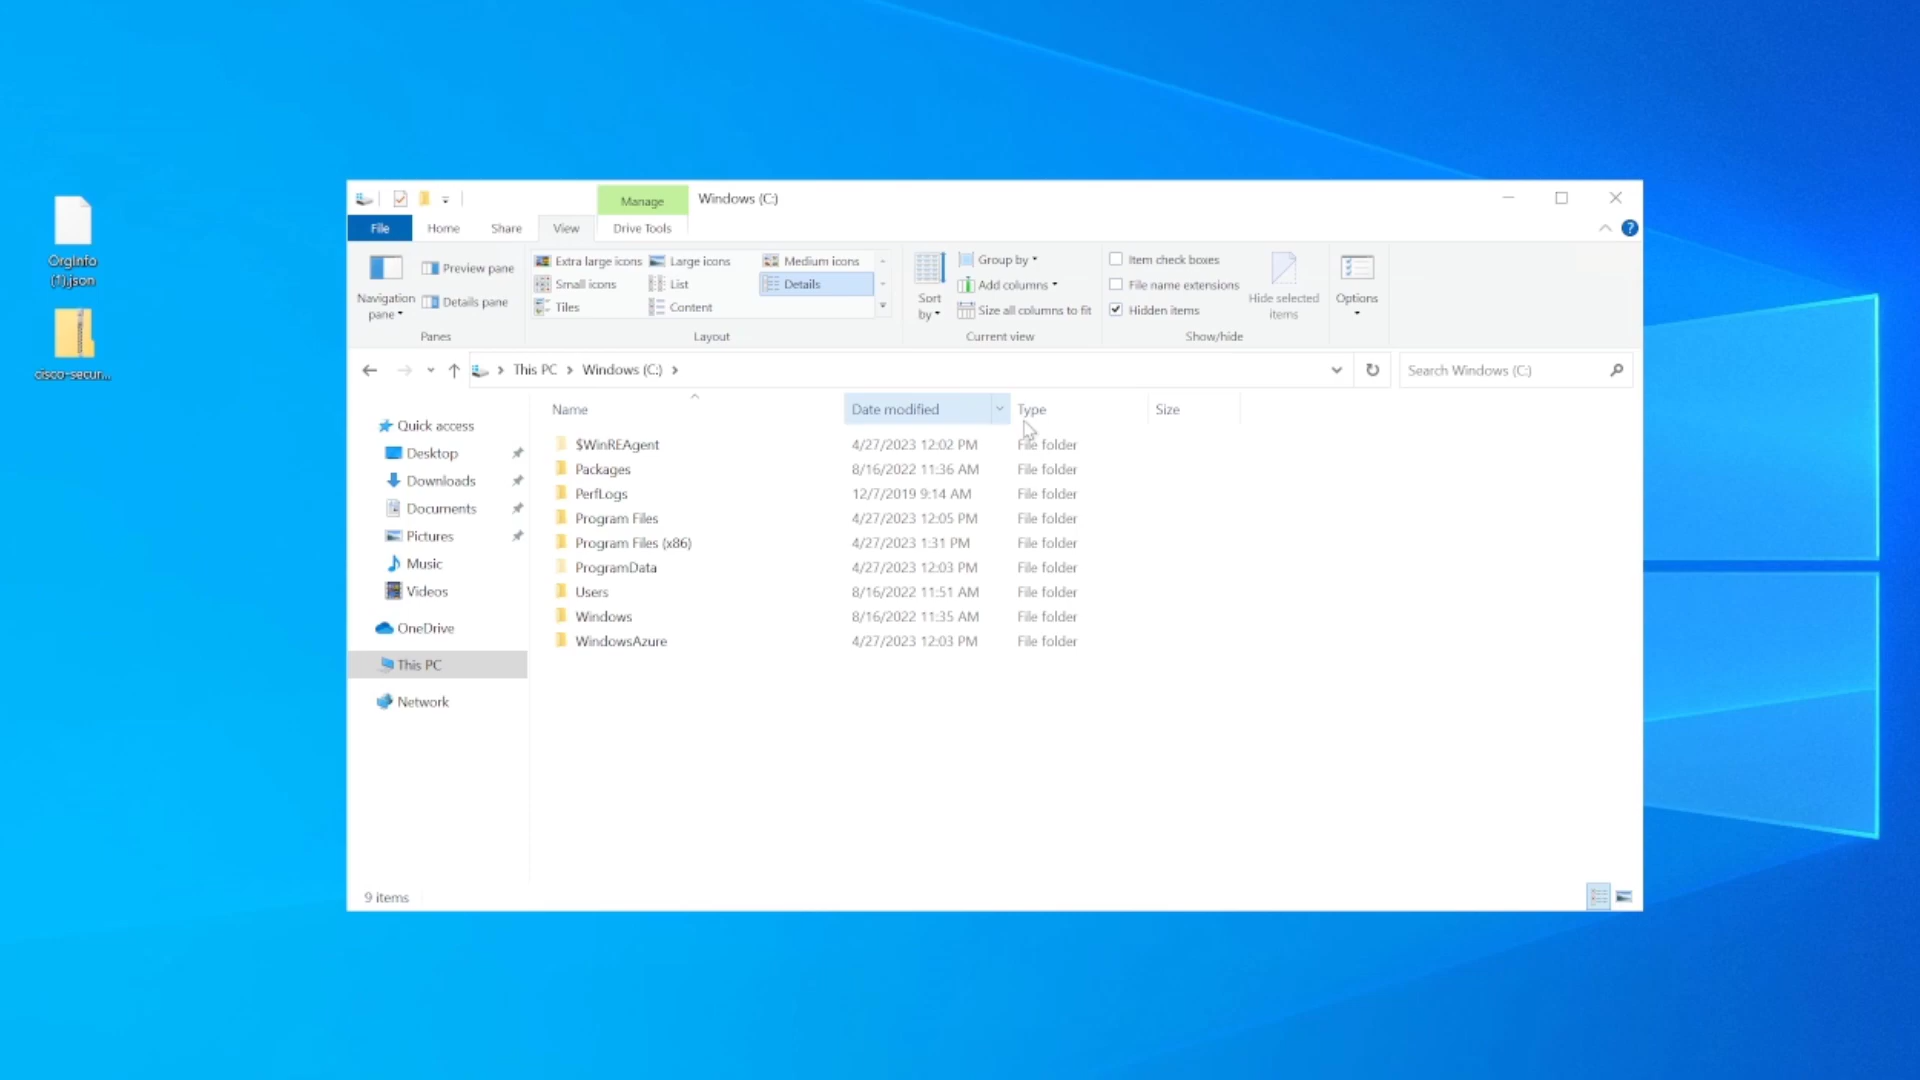 OrgInfo
(1).json
cisco-secur...
Manage
Windows (C:)
File
Home
Share
View
Drive Tools
?
Navigation
pane
Preview pane
Details pane
Panes
Extra large icons
Large icons
Medium icons
Small icons
List
Details
Tiles
Content
Layout
Sort
by
Group by
Add columns
Size all columns to fit
Current view
Item check boxes
File name extensions
Hidden items
Hide selected
items
Show/hide
Options
This PC
Windows (C:)
Search Windows (C:)
Name
Date modified
Type
Size
Quick access
Desktop
Downloads
Documents
Pictures
Music
Videos
OneDrive
This PC
Network
$WinREAgent 4/27/2023 12:02 PM File folder
Packages 8/16/2022 11:36 AM File folder
PerfLogs 12/7/2019 9:14 AM File folder
Program Files 4/27/2023 12:05 PM File folder
Program Files (x86) 4/27/2023 1:31 PM File folder
ProgramData 4/27/2023 12:03 PM File folder
Users 8/16/2022 11:51 AM File folder
Windows 8/16/2022 11:35 AM File folder
WindowsAzure 4/27/2023 12:03 PM File folder
9 items